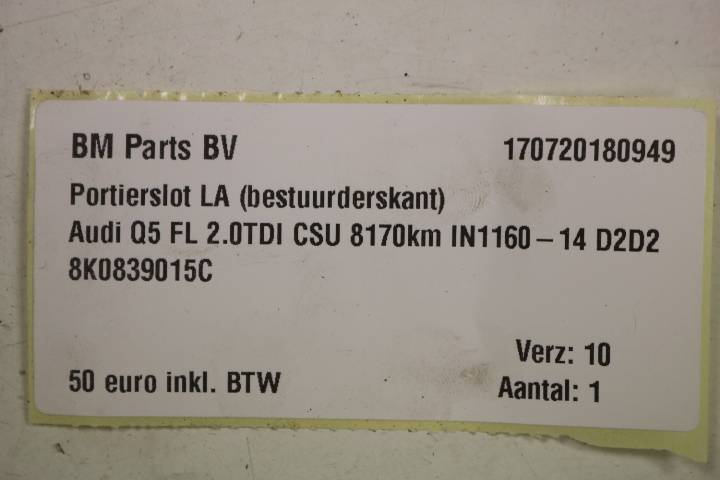 BM Parts BV 170720180949
Portierslot LA (bestuurderskant)
Audi Q5 FL 2.0TDI CSU 8170km IN1160 – 14 D2D2
8K0839015C
Verz: 10
50 euro inkl. BTW Aantal: 1